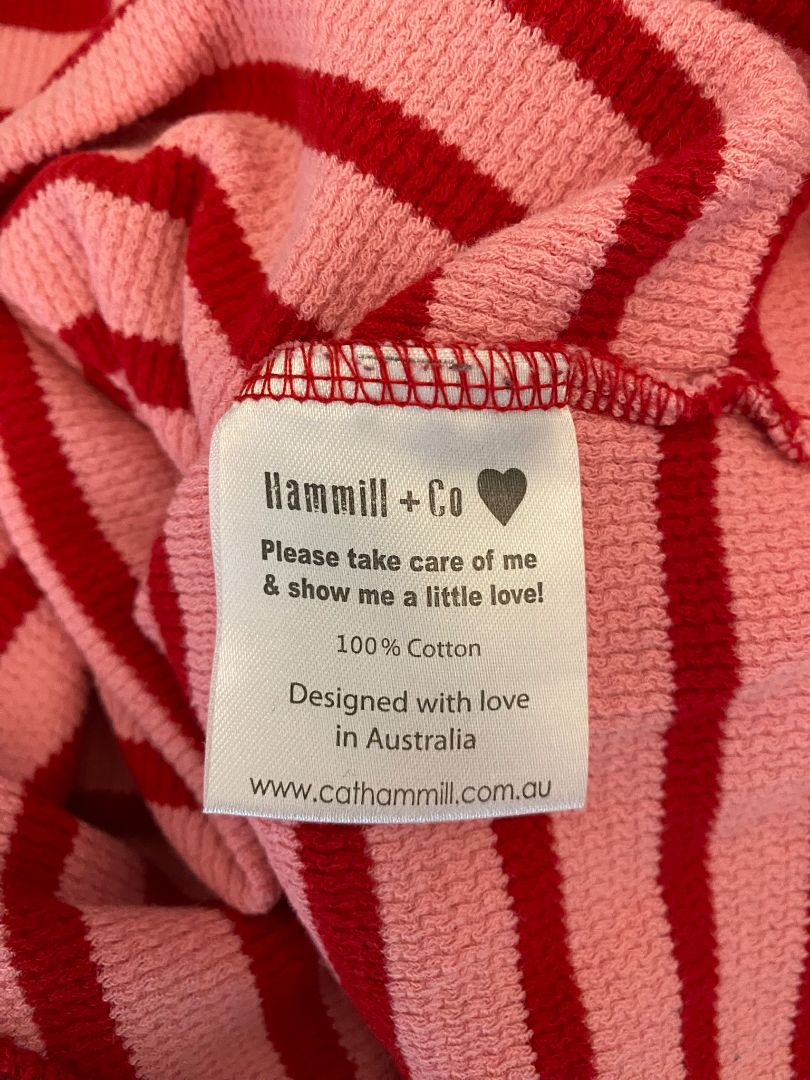 Hammill + Co
Please take care of me
& show me a little love!
100% Cotton
Designed with love
in Australia
www.cathammill.com.au